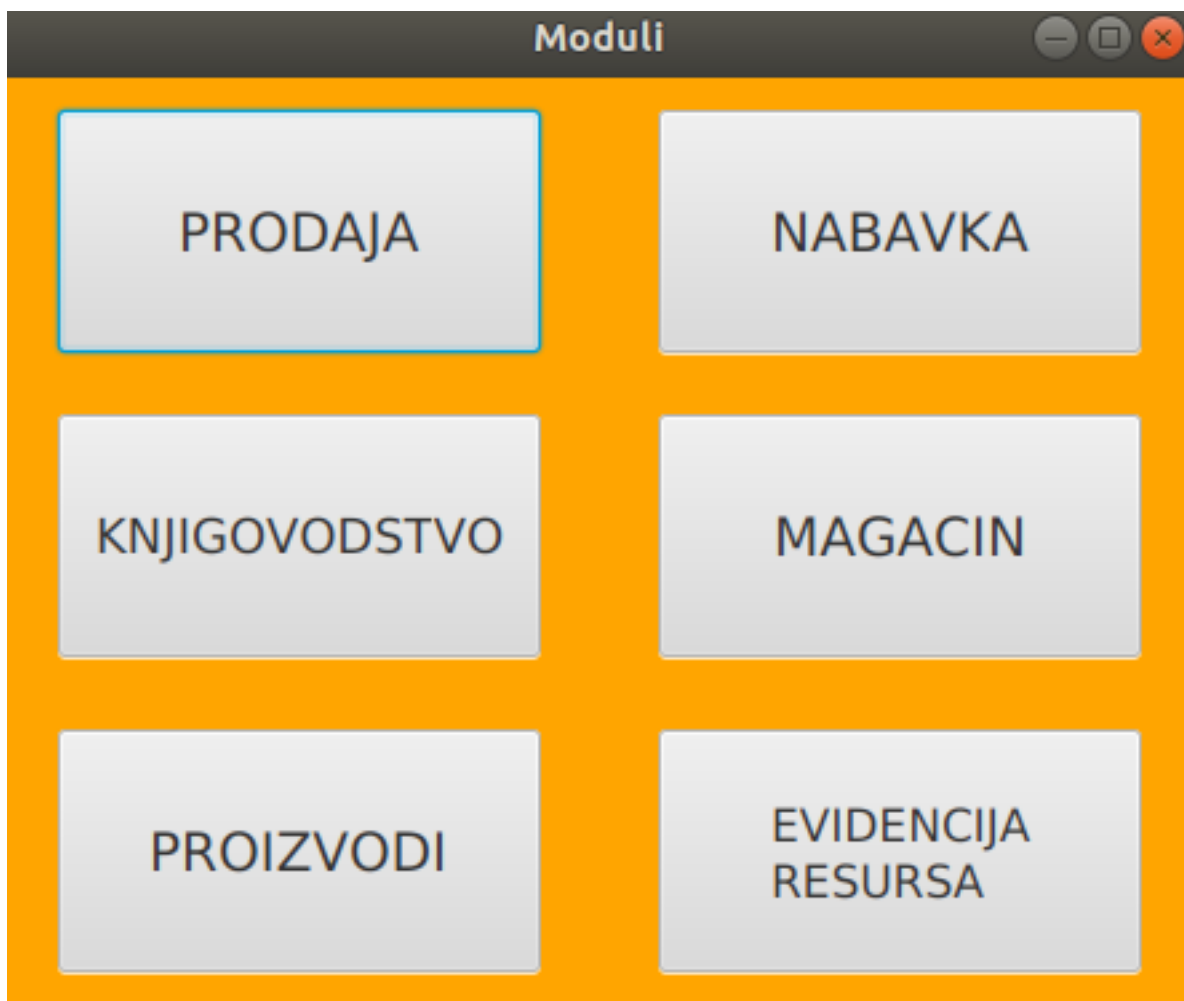 Moduli
PRODAJA
NABAVKA
KNJIGOVODSTVO
MAGACIN
PROIZVODI
EVIDENCIJA
RESURSA